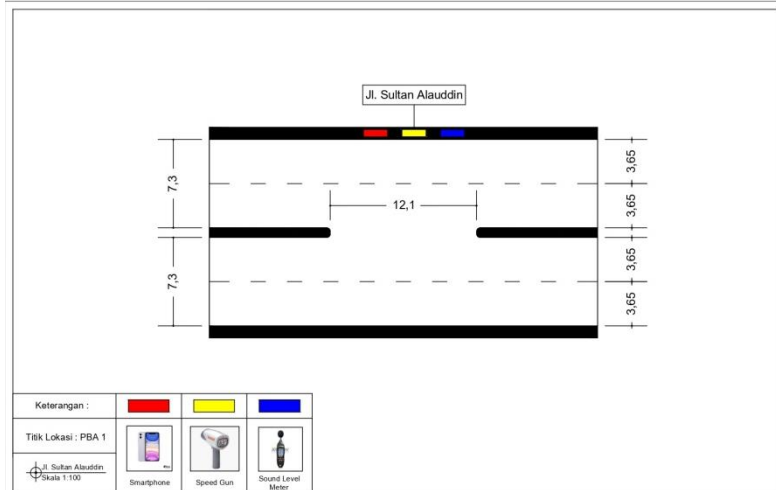 Jl. Sultan Alauddin
7,3
12,1
3,65
3,65
7,3
3,65
3,65
Keterangan :
Titik Lokasi : PBA 1
Jl. Sultan Alauddin
Skala 1:100
Smartphone
Speed Gun
Sound Level
Meter